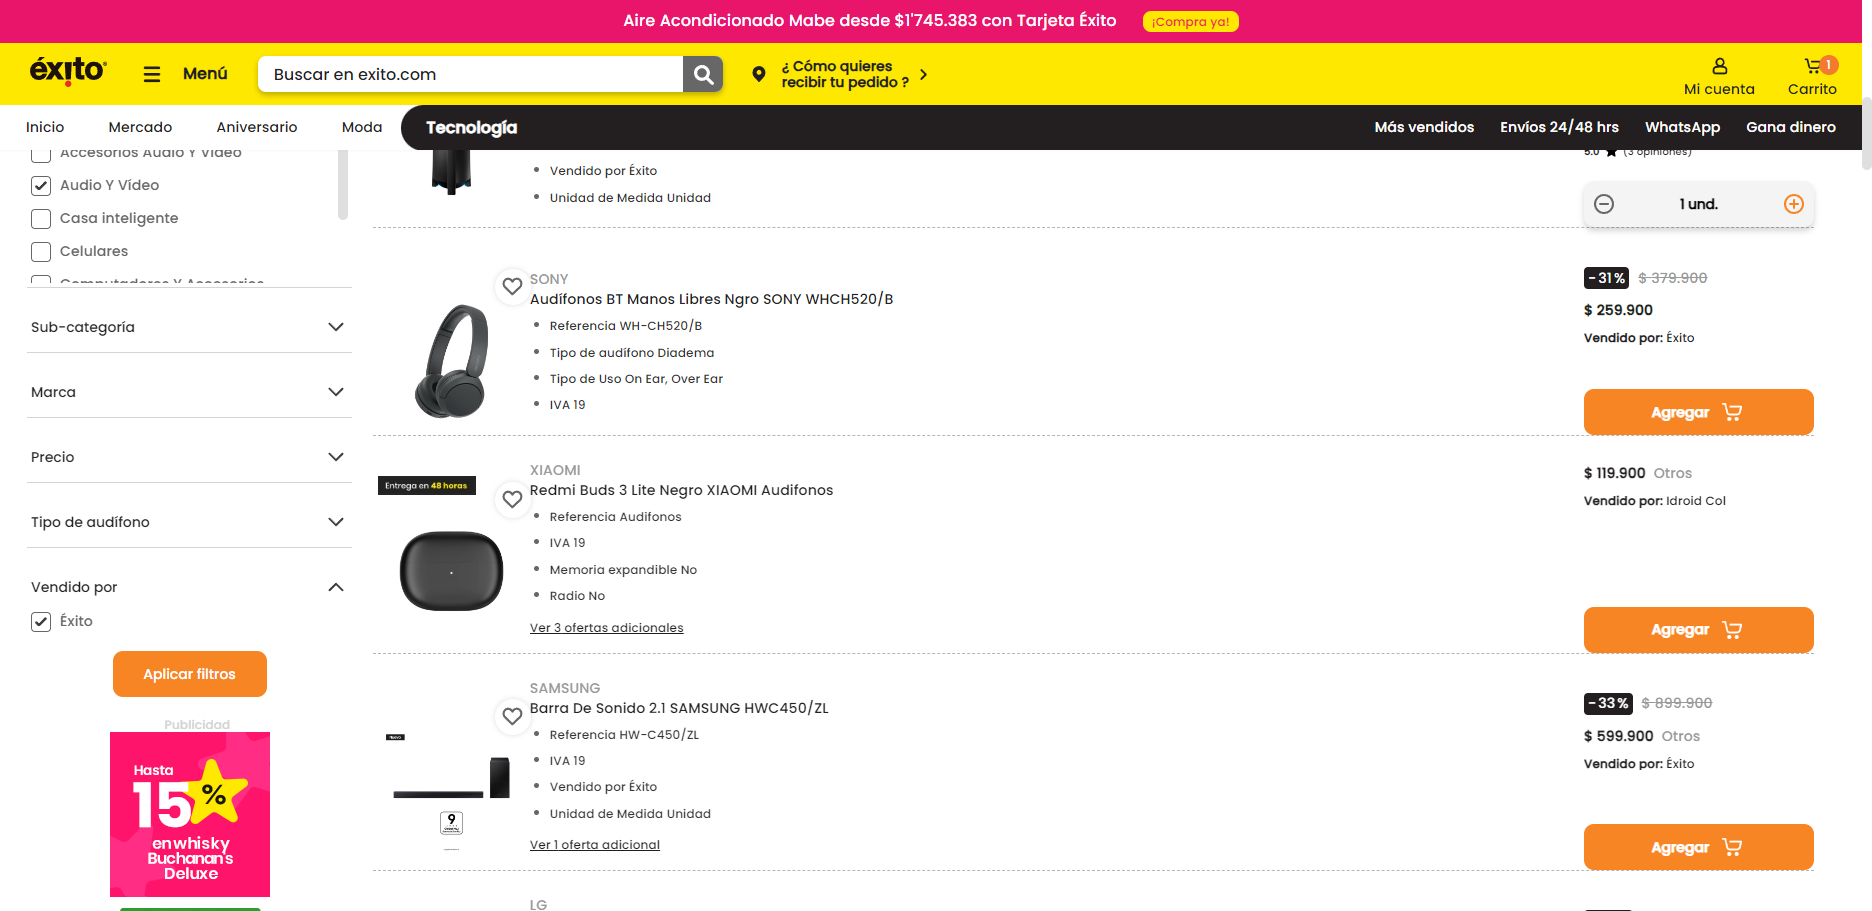 Aire Acondicionado Mabe desde $1'745.383 con Tarjeta Éxito
¡Compra ya!
éxito
Menú
Buscar en exito.com
¿ Cómo quieres
recibir tu pedido ?
Mi cuenta
1
Carrito
Inicio
Mercado
Aniversario
Moda
Tecnología
Más vendidos
Envíos 24/48 hrs
WhatsApp
Gana dinero
Accesorios Audio Y Video
Audio Y Vídeo
Casa inteligente
Celulares
Computadores Y Accesorios
Sub-categoría
Marca
Precio
Tipo de audífono
Vendido por
Éxito
Aplicar filtros
Publicidad
Hasta
15%
en whisky
Buchanan's
Deluxe
Vendido por Éxito
Unidad de Medida Unidad
5.0 (3 opiniones)
1 und.
SONY
Audífonos BT Manos Libres Ngro SONY WHCH520/B
Referencia WH-CH520/B
Tipo de audífono Diadema
Tipo de Uso On Ear, Over Ear
IVA 19
-31% $ 379.900
$ 259.900
Vendido por: Éxito
Agregar
Entrega en 48 horas
XIAOMI
Redmi Buds 3 Lite Negro XIAOMI Audifonos
Referencia Audifonos
IVA 19
Memoria expandible No
Radio No
Ver 3 ofertas adicionales
$ 119.900 Otros
Vendido por: Idroid Col
Agregar
SAMSUNG
Barra De Sonido 2.1 SAMSUNG HWC450/ZL
Referencia HW-C450/ZL
IVA 19
Vendido por Éxito
Unidad de Medida Unidad
Ver 1 oferta adicional
Nuevo
9
-33% $ 899.900
$ 599.900 Otros
Vendido por: Éxito
Agregar
LG